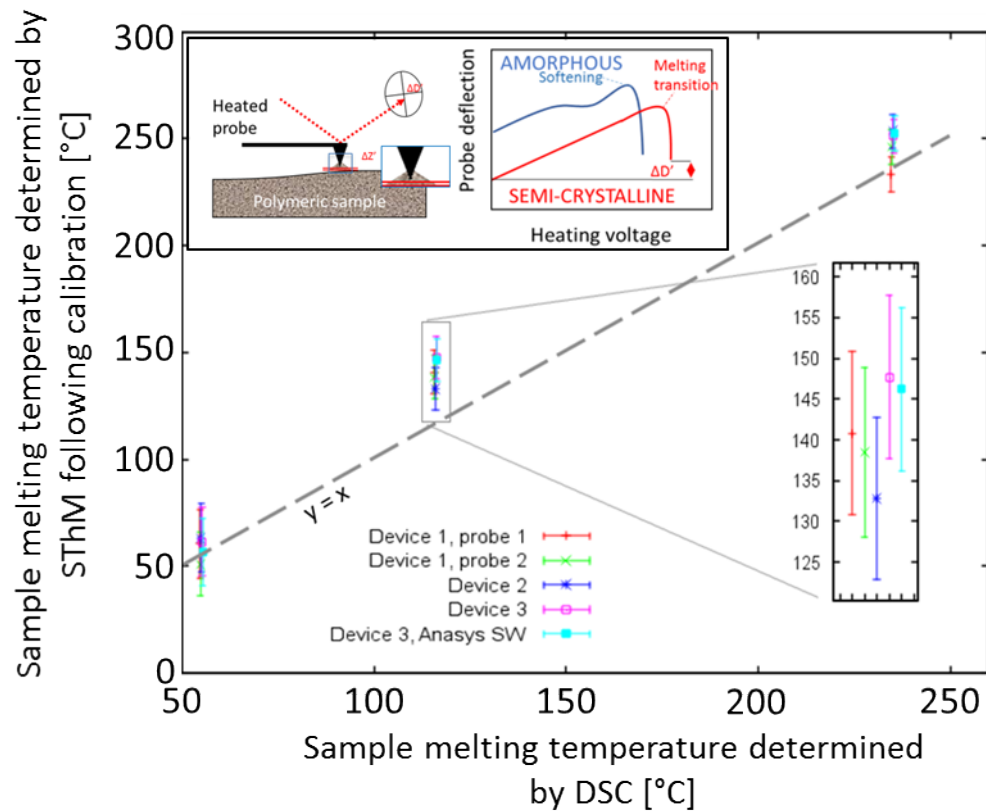 Sample melting temperature determined by
SThM following calibration [°C]
300
250
200
150
100
50
0
Heated
probe
ΔD'
ΔZ'
Polymeric sample
Probe deflection
AMORPHOUS
Softening
Melting
transition
ΔD'
SEMI-CRYSTALLINE
Heating voltage
160
155
150
145
140
135
130
125
y = x
Device 1, probe 1
Device 1, probe 2
Device 2
Device 3
Device 3, Anasys SW
50
100
150
200
250
Sample melting temperature determined
by DSC [°C]